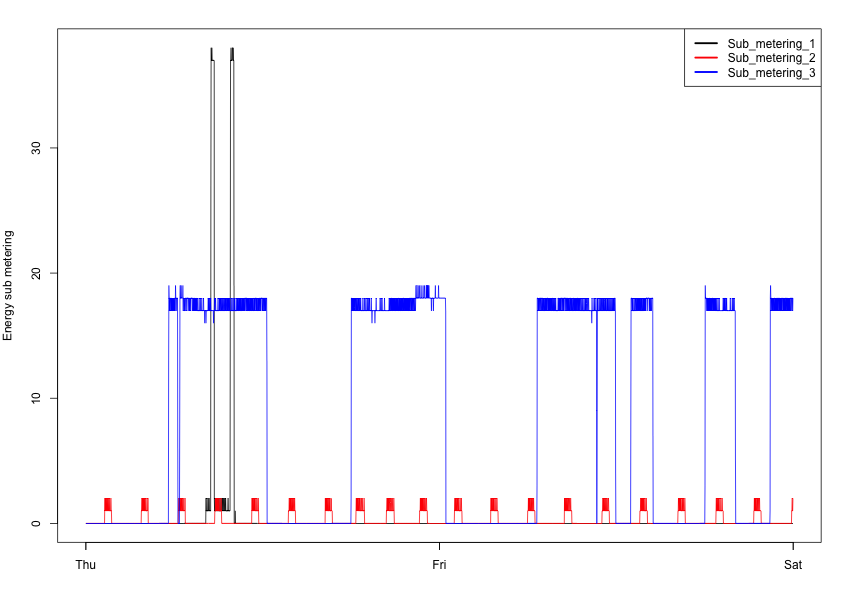 Sub_metering_1
Sub_metering_2
Sub_metering_3
Energy sub metering
30
20
10
0
Thu
Fri
Sat